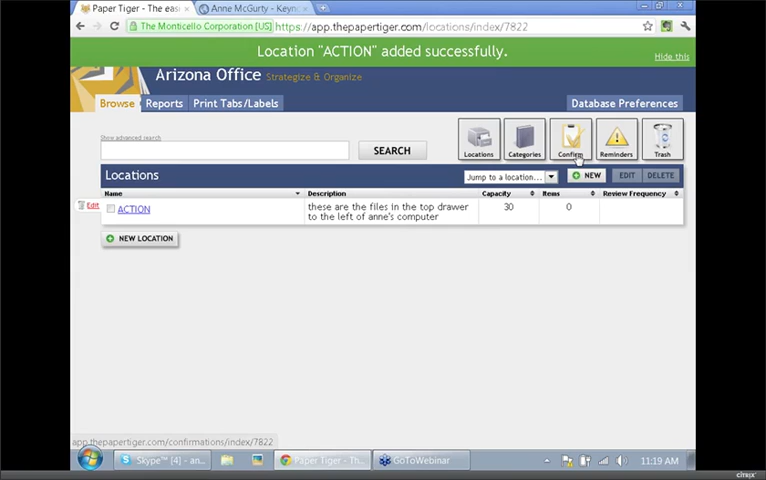 Paper Tiger - The easi
Anne McGurty - Keyno
The Monticello Corporation [US]
https://app.thepapertiger.com/locations/index/7822
Location "ACTION" added successfully.
Hide this
Arizona Office Strategize & Organize
Browse Reports Print Tabs/Labels
Database Preferences
Show advanced search
SEARCH
Locations
Categories
Confirm
Reminders
Trash
Locations
Jump to a location...
NEW
EDIT
DELETE
Name Description Capacity Items Review Frequency
Edit ACTION these are the files in the top drawer 30 0
to the left of anne's computer
NEW LOCATION
app.thepapertiger.com/confirmations/index/7822
Skype™ [4] - an...
Paper Tiger - Th...
GoToWebinar
11:19 AM
citrix